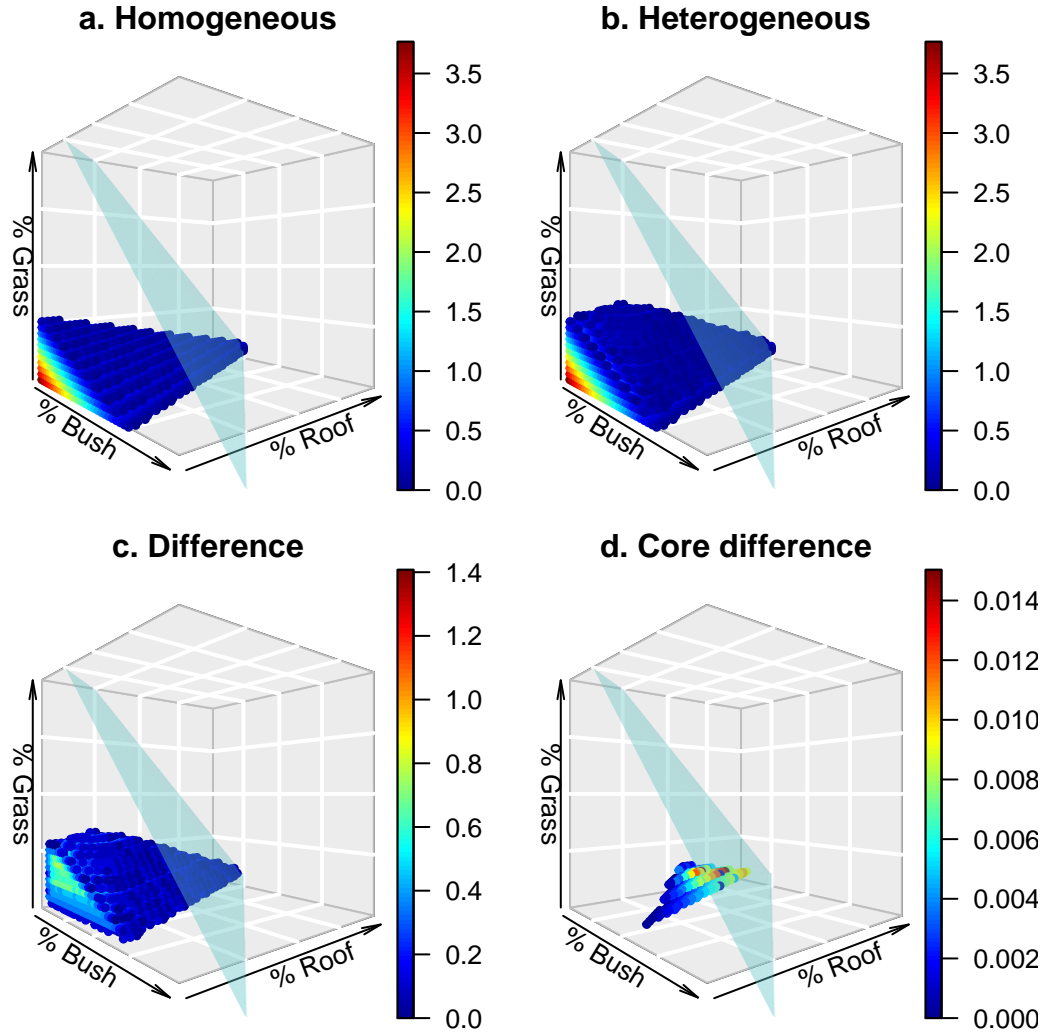 a. Homogeneous
% Grass
% Bush
% Roof
3.5
3.0
2.5
2.0
1.5
1.0
0.5
0.0
b. Heterogeneous
% Grass
% Bush
% Roof
3.5
3.0
2.5
2.0
1.5
1.0
0.5
0.0
c. Difference
% Grass
% Bush
% Roof
1.4
1.2
1.0
0.8
0.6
0.4
0.2
0.0
d. Core difference
% Grass
% Bush
% Roof
0.014
0.012
0.010
0.008
0.006
0.004
0.002
0.000